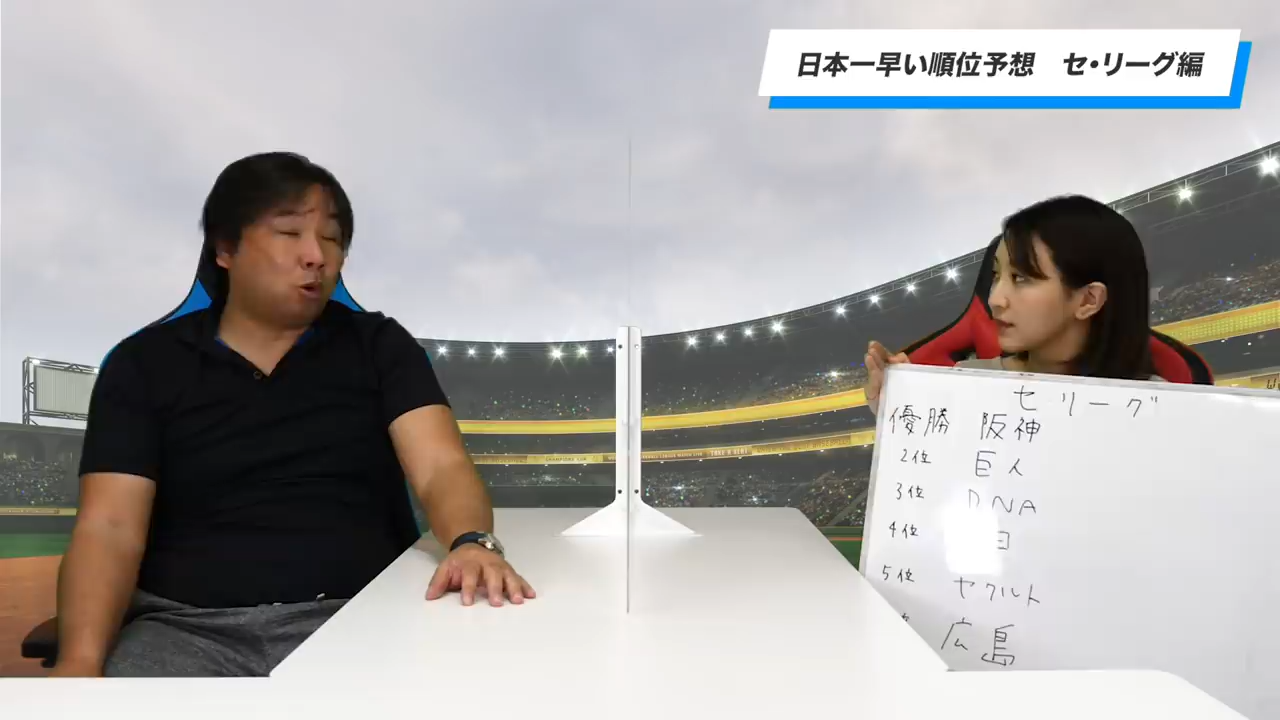 日本一早い順位予想 セ・リーグ編
セリーグ
優勝 阪神
2位 巨人
3位 DNA
4位 日
5位 ヤクルト
広島